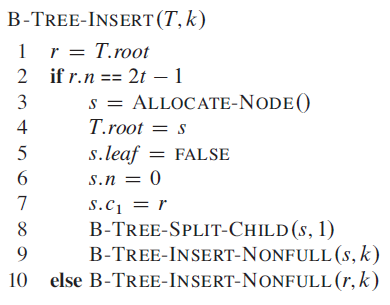 B-TREE-INSERT(T, k)
1 r = T.root
2 if r.n == 2t − 1
3 s = ALLOCATE-NODE()
4 T.root = s
5 s.leaf = FALSE
6 s.n = 0
7 s.c₁ = r
8 B-TREE-SPLIT-CHILD(s, 1)
9 B-TREE-INSERT-NONFULL(s, k)
10 else B-TREE-INSERT-NONFULL(r, k)